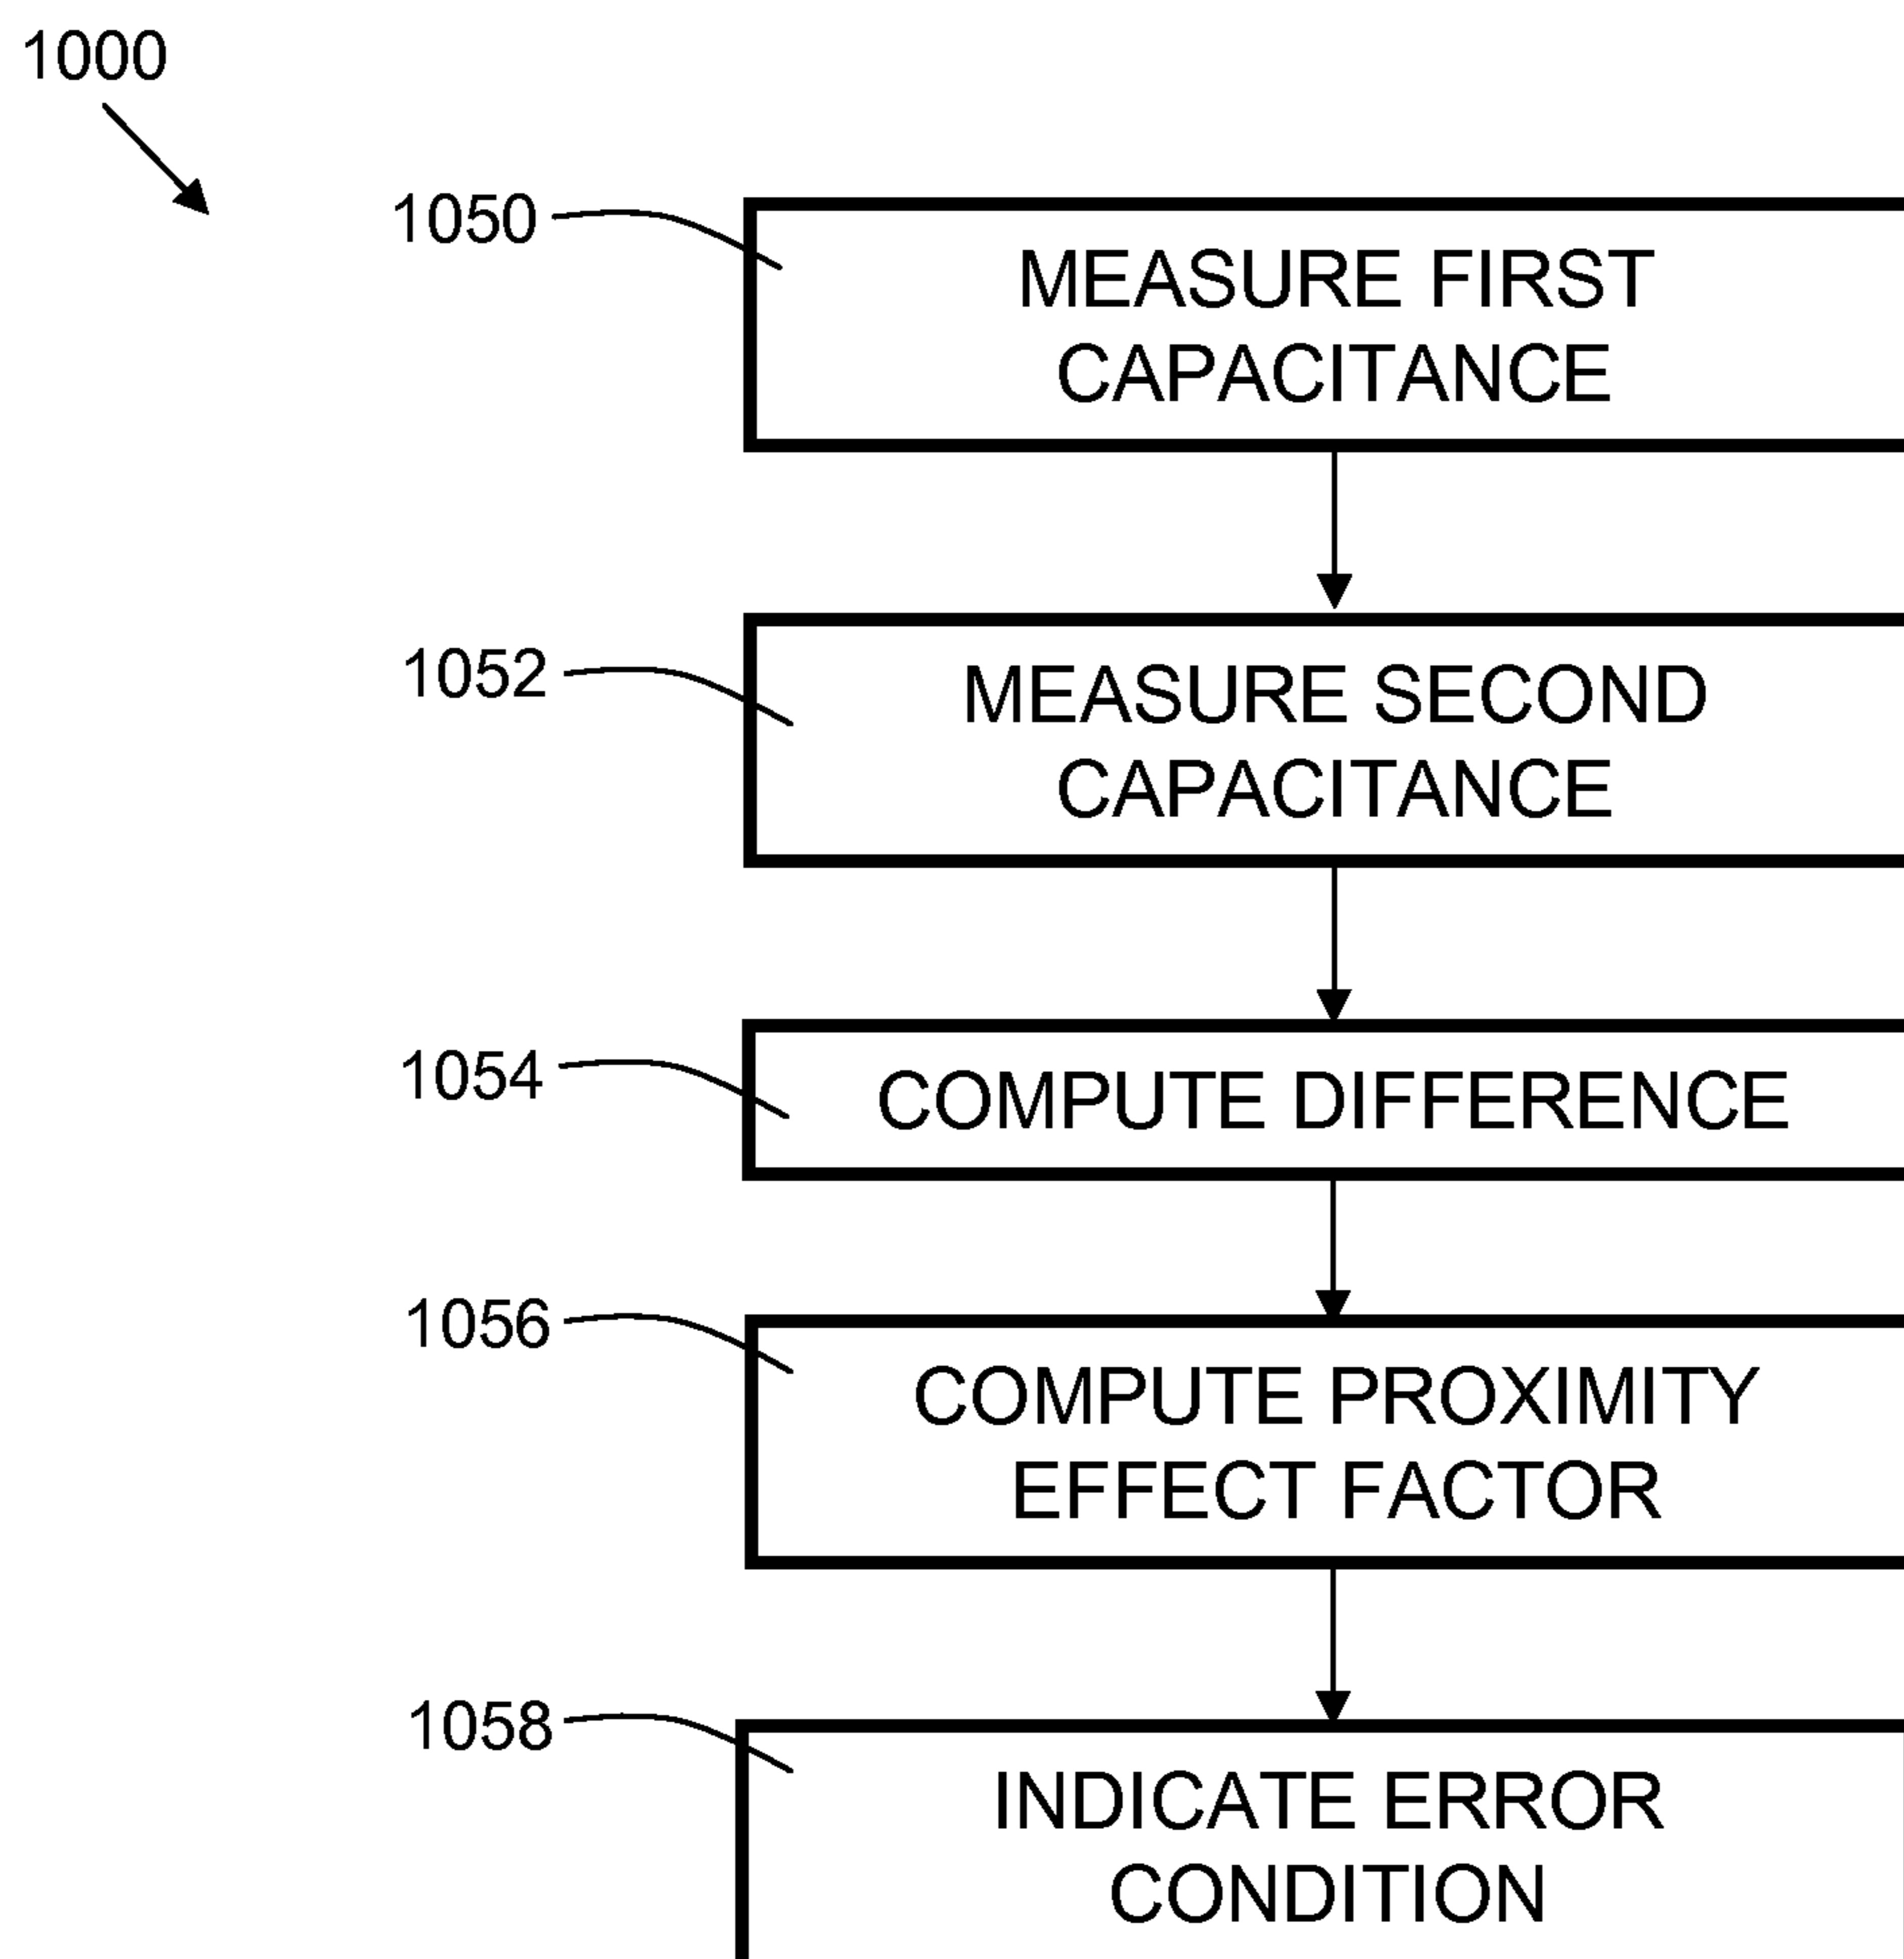 1000
1050
MEASURE FIRST
CAPACITANCE
1052
MEASURE SECOND
CAPACITANCE
1054
COMPUTE DIFFERENCE
1056
COMPUTE PROXIMITY
EFFECT FACTOR
1058
INDICATE ERROR
CONDITION